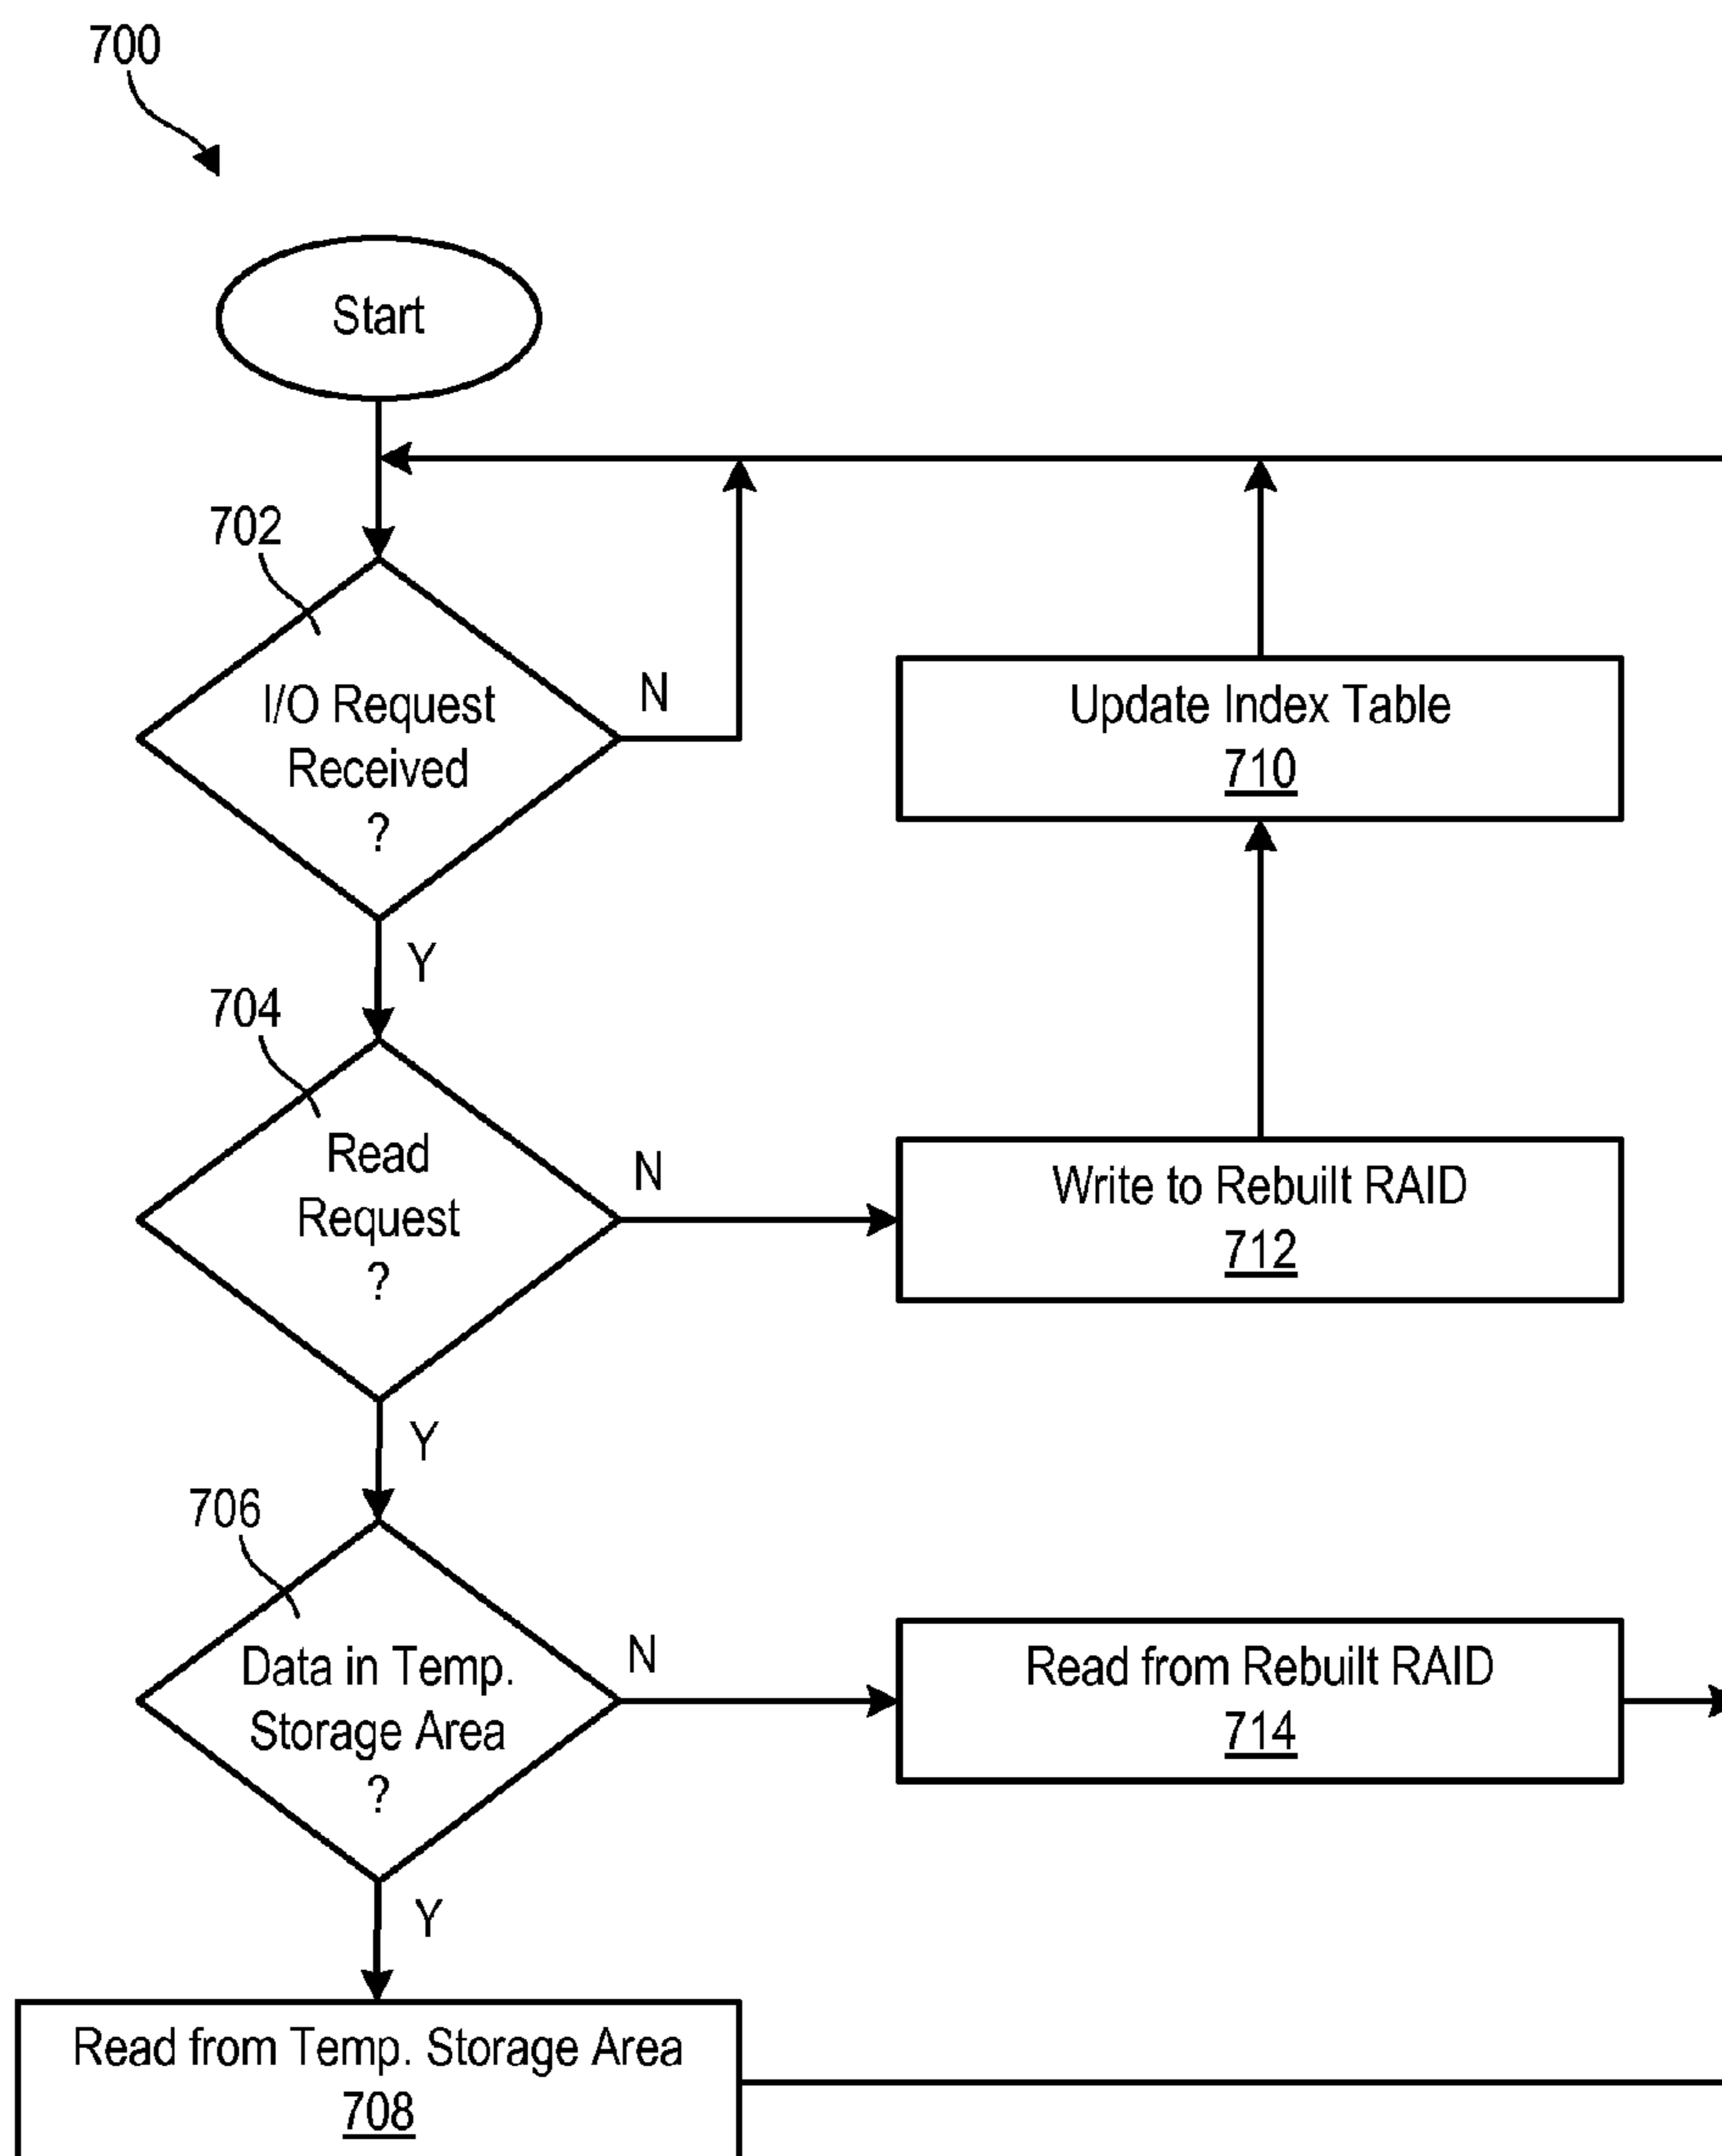 700
Start
702
I/O Request
Received
?
N
Update Index Table
710
Y
704
Read
Request
?
N
Write to Rebuilt RAID
712
Y
706
Data in Temp.
Storage Area
?
N
Read from Rebuilt RAID
714
Y
Read from Temp. Storage Area
708